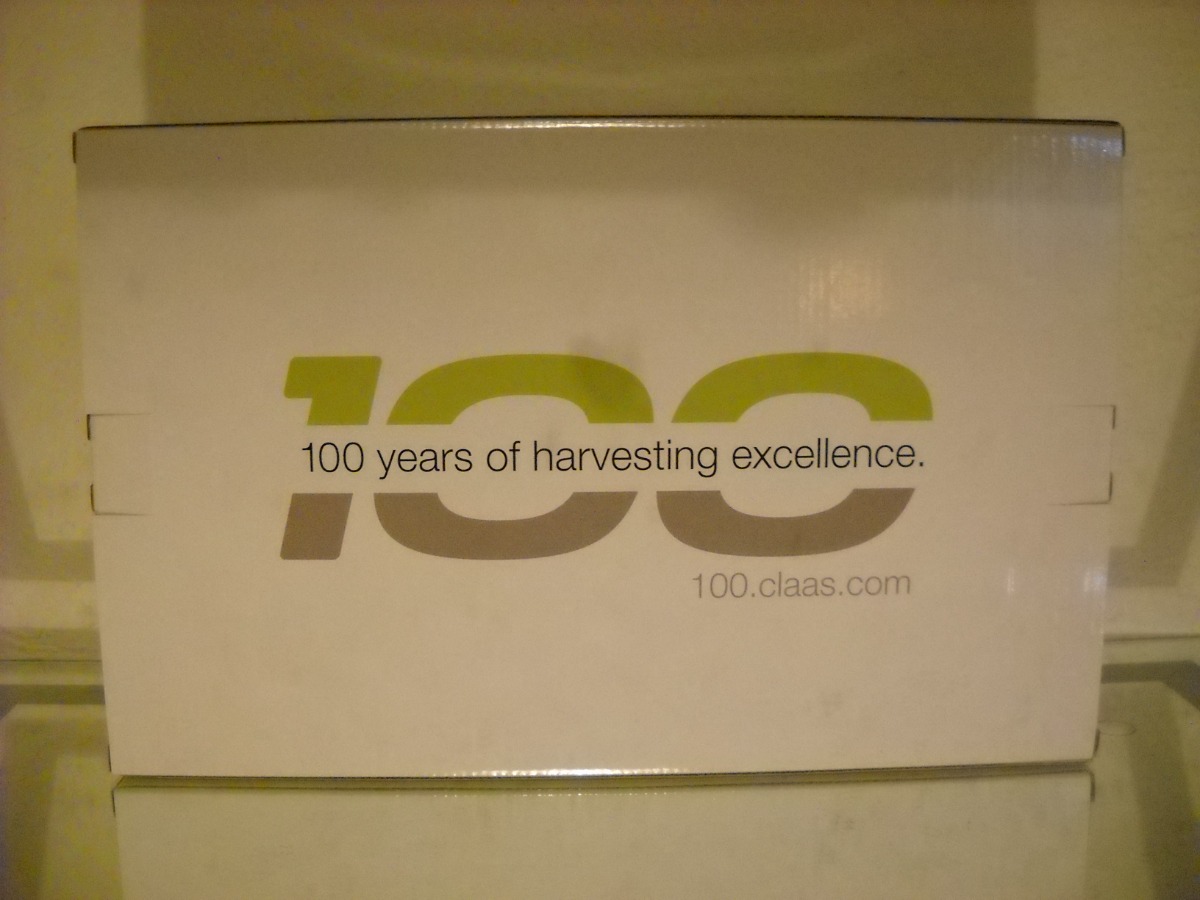 100
100 years of harvesting excellence.
100.claas.com